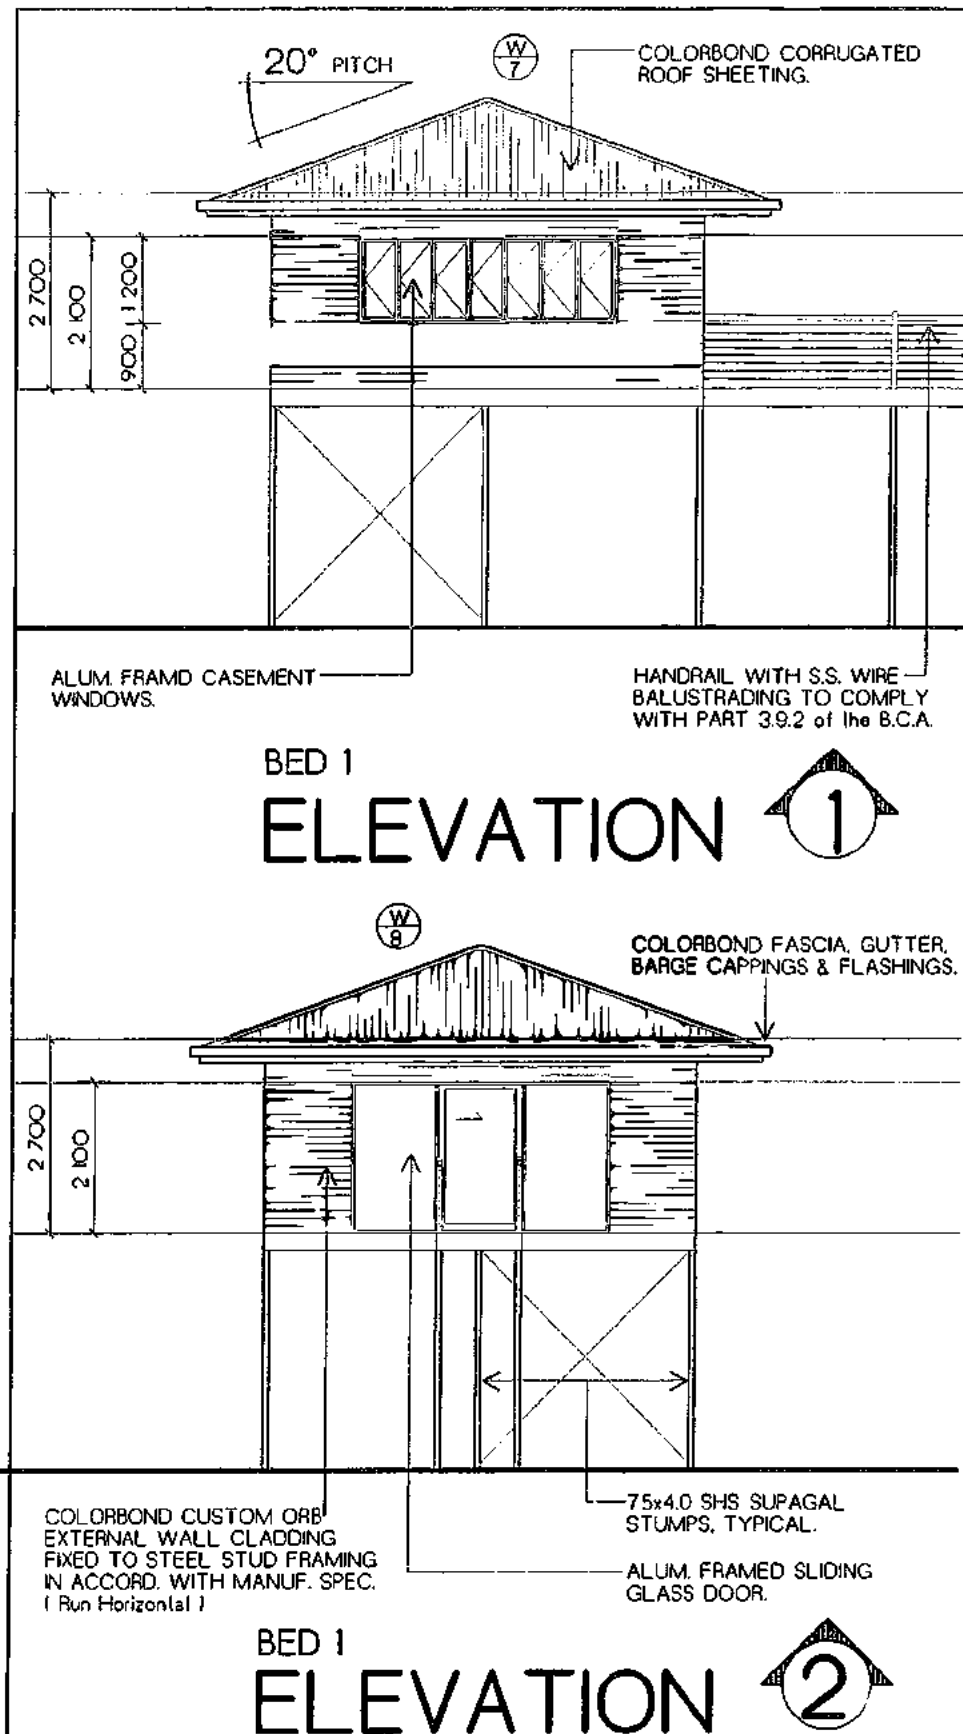 20° PITCH
W
7
COLORBOND CORRUGATED
ROOF SHEETING.
2 700
2 100
1 200
900
ALUM. FRAMD CASEMENT
WINDOWS.
HANDRAIL WITH S.S. WIRE
BALUSTRADING TO COMPLY
WITH PART 3.9.2 of the B.C.A.
BED 1
ELEVATION 1
W
8
COLORBOND FASCIA, GUTTER,
BARGE CAPPINGS & FLASHINGS.
2 700
2 100
COLORBOND CUSTOM ORB
EXTERNAL WALL CLADDING
FIXED TO STEEL STUD FRAMING
IN ACCORD. WITH MANUF. SPEC.
( Run Horizontal )
75x4.0 SHS SUPAGAL
STUMPS, TYPICAL.
ALUM. FRAMED SLIDING
GLASS DOOR.
BED 1
ELEVATION 2